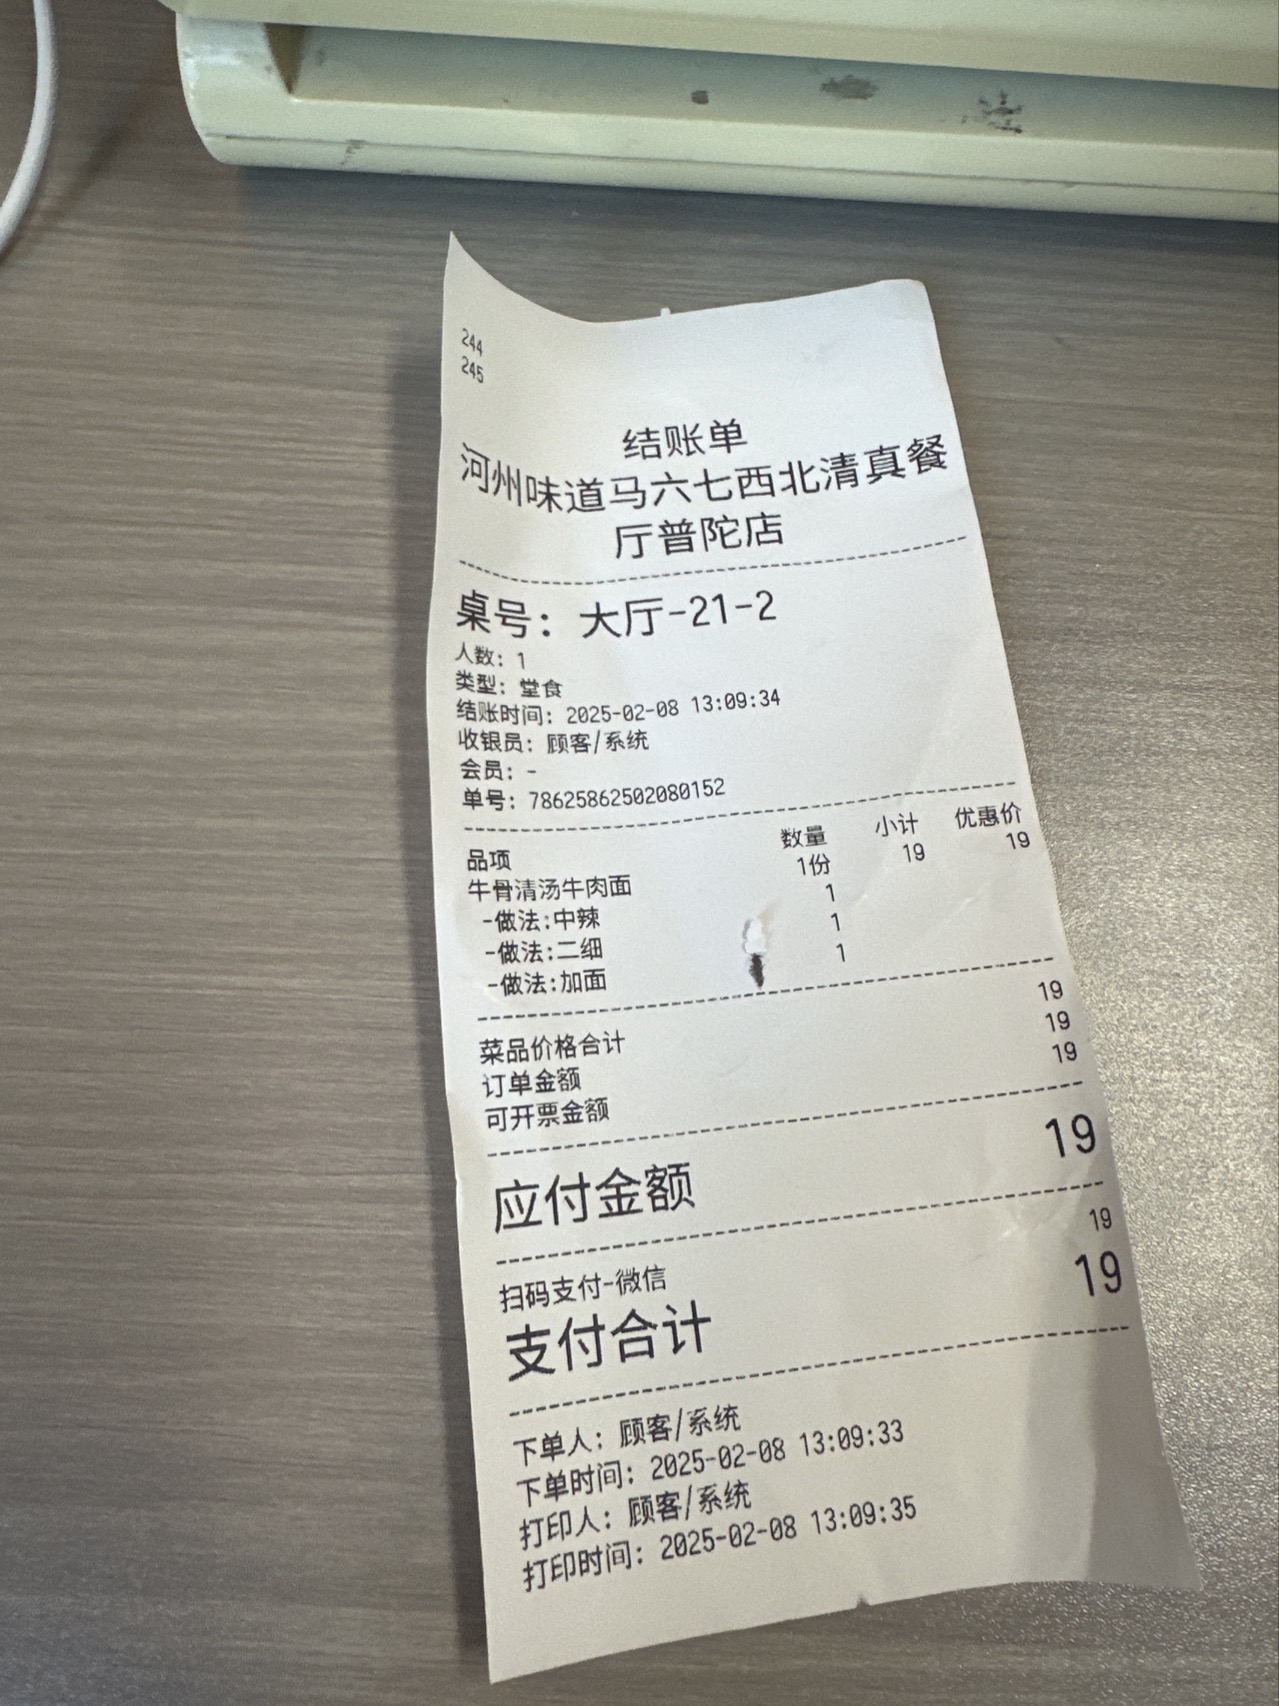 244
245
结账单
河州味道马六七西北清真餐
厅普陀店
桌号：大厅-21-2
人数：1
类型：堂食
结账时间：2025-02-08 13:09:34
收银员：顾客/系统
会员：-
单号：78625862502080152
品项 数量 小计 优惠价
牛骨清汤牛肉面 1份 19 19
-做法:中辣 1
-做法:二细 1
-做法:加面 1
菜品价格合计 19
订单金额 19
可开票金额 19
应付金额 19
扫码支付-微信 19
支付合计 19
下单人：顾客/系统
下单时间：2025-02-08 13:09:33
打印人：顾客/系统
打印时间：2025-02-08 13:09:35